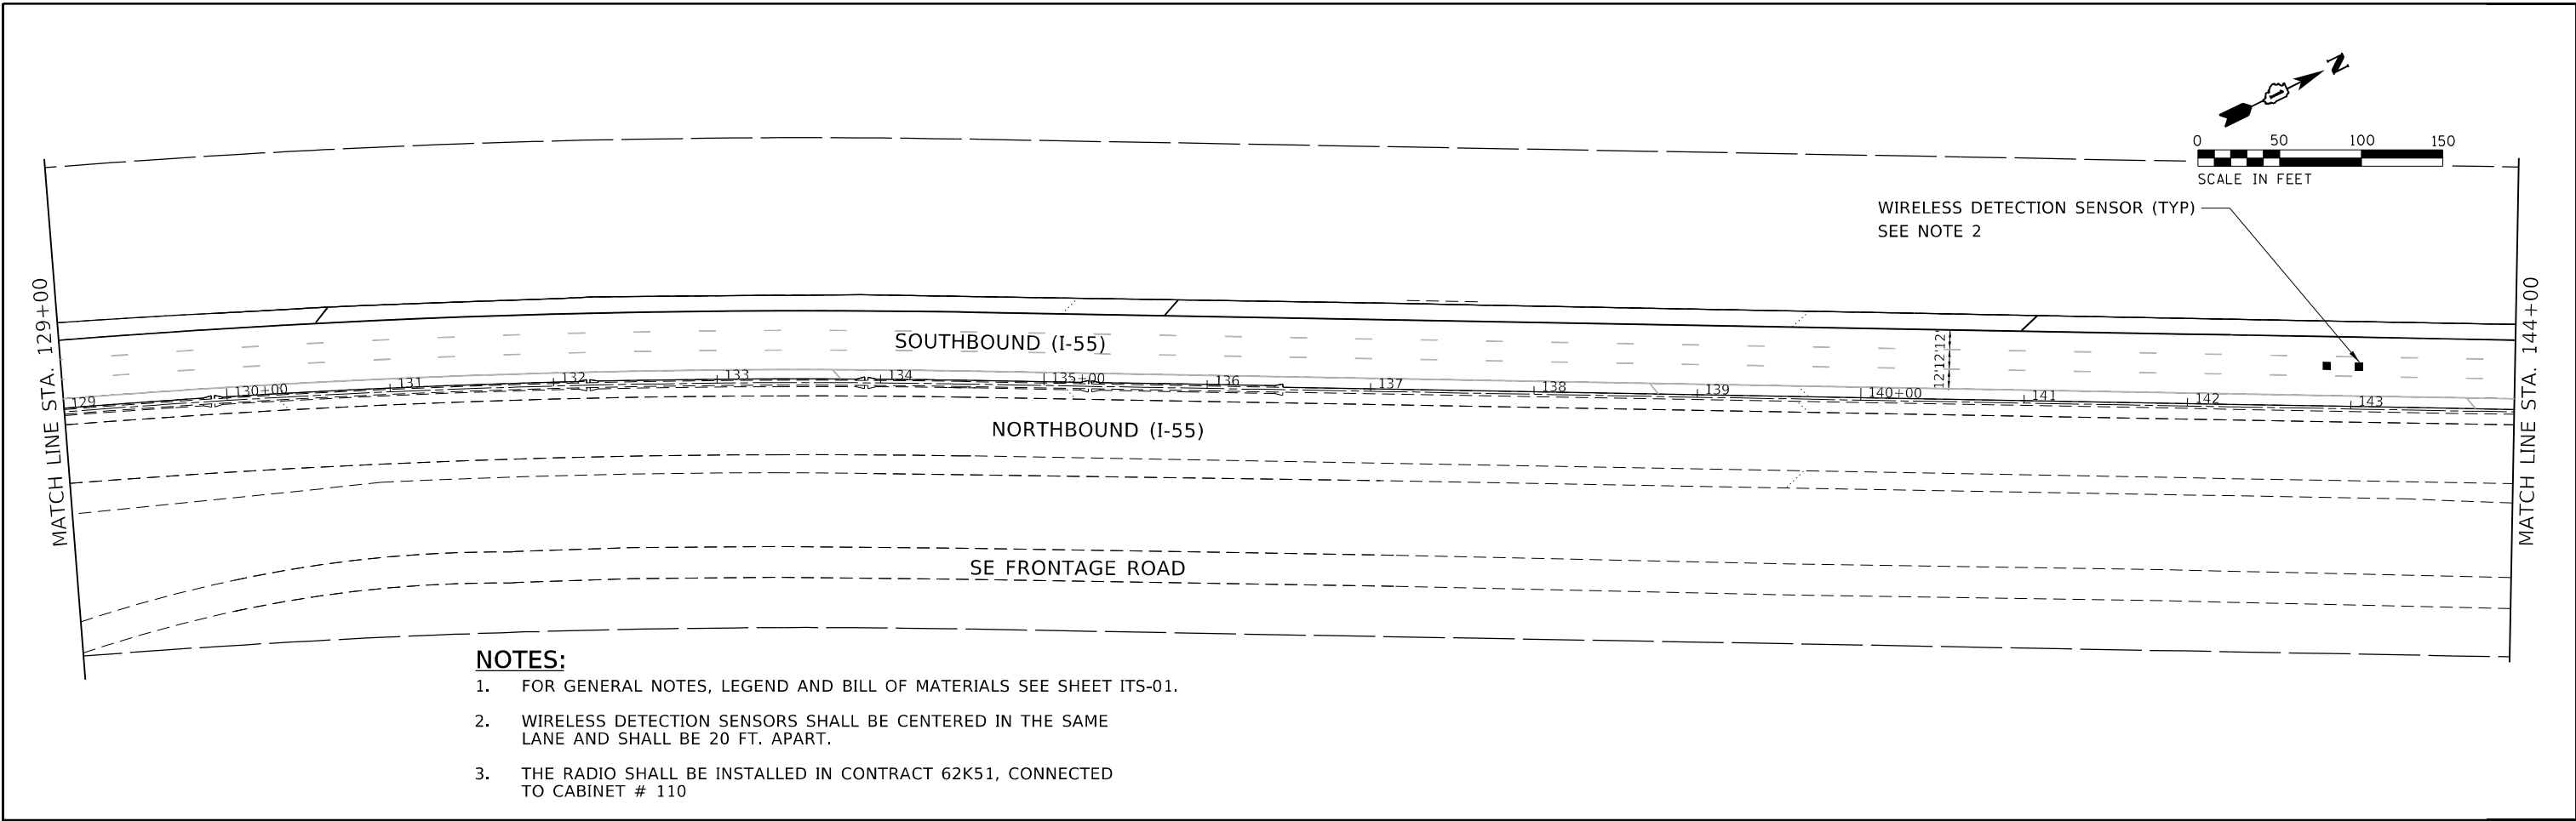 N
0 50 100 150
SCALE IN FEET
WIRELESS DETECTION SENSOR (TYP)
SEE NOTE 2
MATCH LINE STA. 129+00
MATCH LINE STA. 144+00
SOUTHBOUND (I-55)
12'12'12'
129 130+00 131 132 133 134 135+00 136 137 138 139 140+00 141 142 143
NORTHBOUND (I-55)
SE FRONTAGE ROAD
NOTES:
1. FOR GENERAL NOTES, LEGEND AND BILL OF MATERIALS SEE SHEET ITS-01.
2. WIRELESS DETECTION SENSORS SHALL BE CENTERED IN THE SAME
LANE AND SHALL BE 20 FT. APART.
3. THE RADIO SHALL BE INSTALLED IN CONTRACT 62K51, CONNECTED
TO CABINET # 110